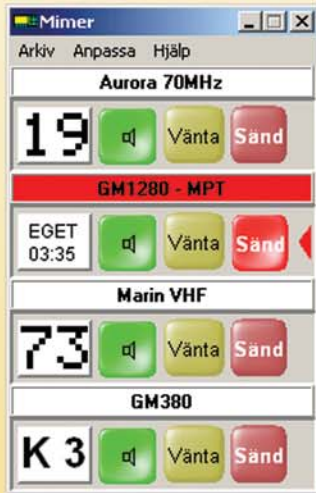 Mimer
Arkiv Anpassa Hjälp
Aurora 70MHz
19 Vänta Sänd
GM1280 - MPT
EGET
03:35 Vänta Sänd
Marin VHF
73 Vänta Sänd
GM380
K 3 Vänta Sänd